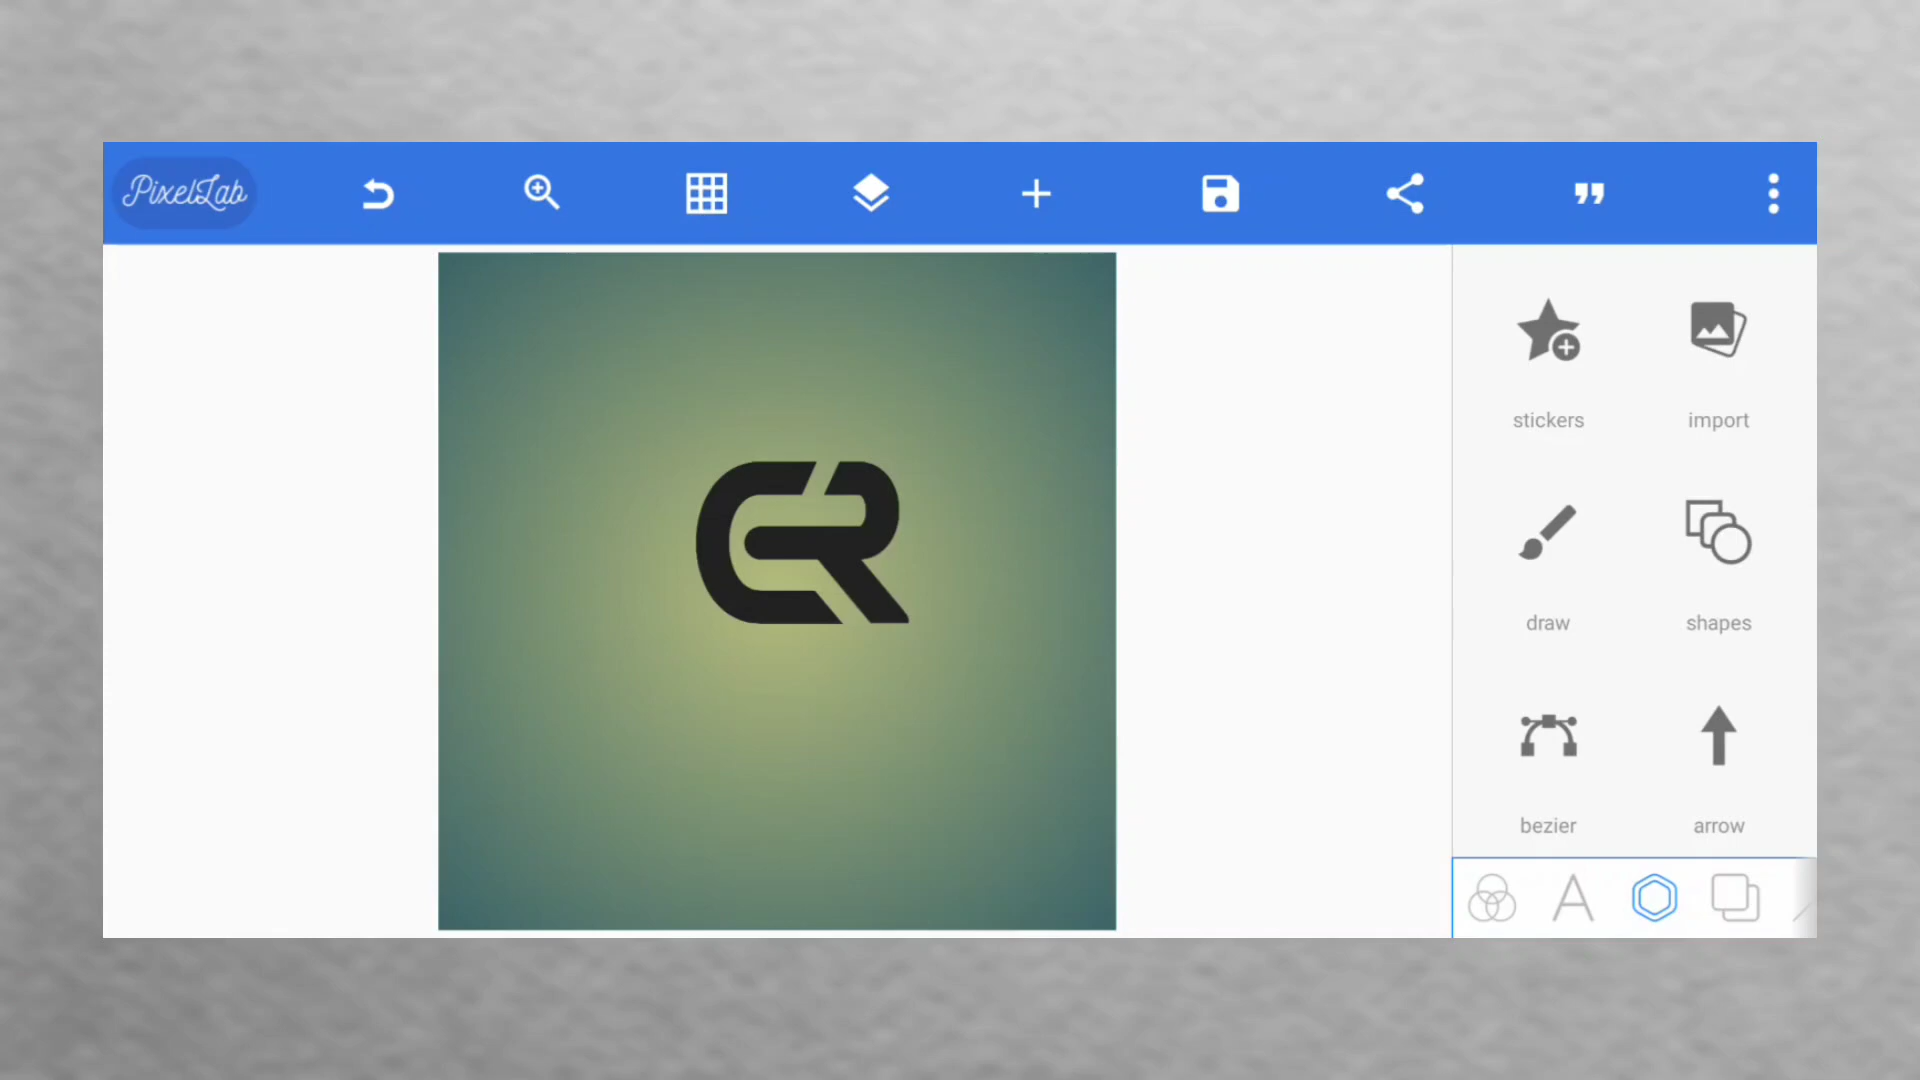 PixelLab
CR
stickers
import
draw
shapes
bezier
arrow